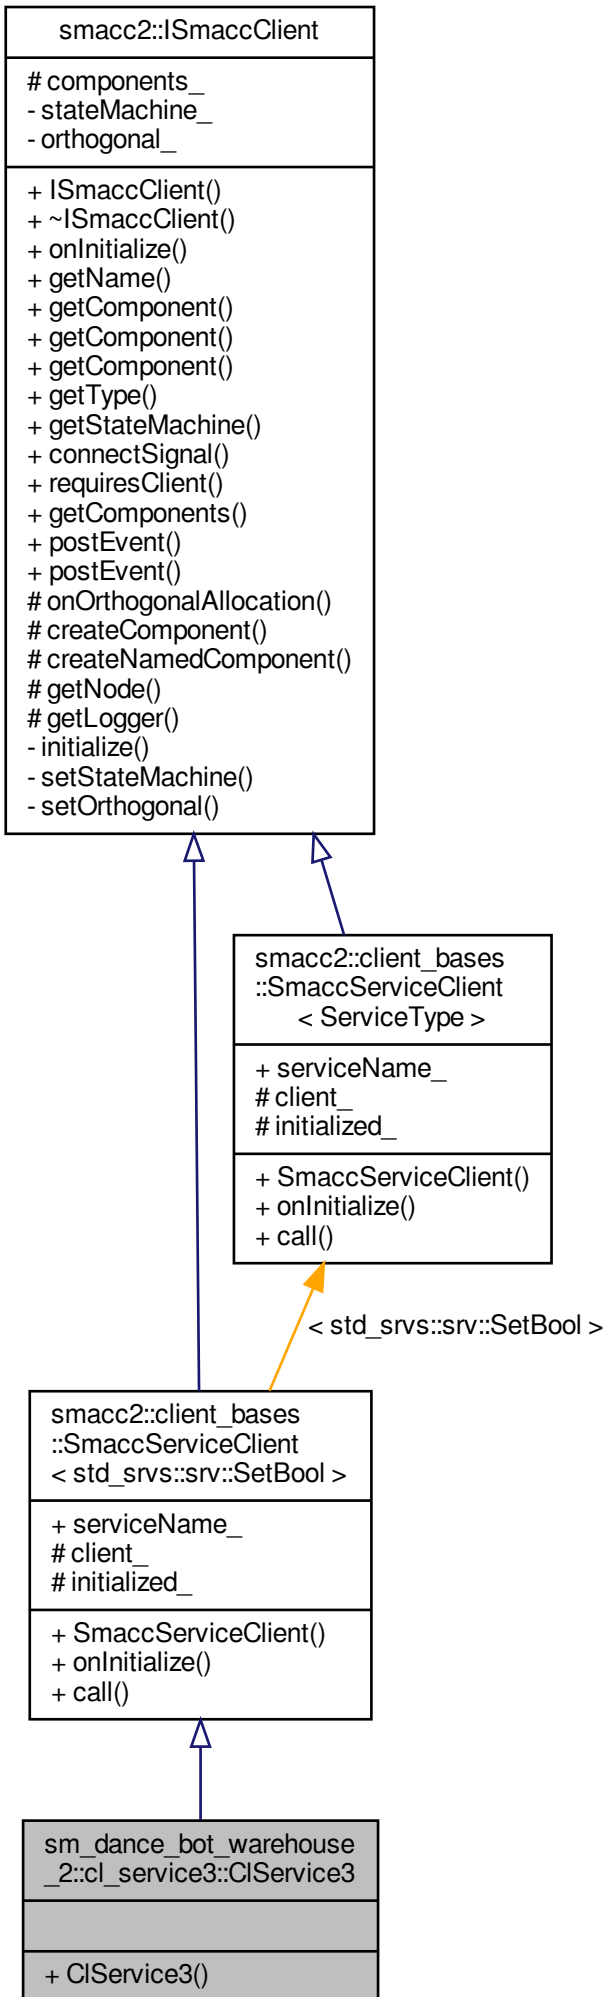 smacc2::ISmaccClient
# components_
- stateMachine_
- orthogonal_
+ ISmaccClient()
+ ~ISmaccClient()
+ onInitialize()
+ getName()
+ getComponent()
+ getComponent()
+ getComponent()
+ getType()
+ getStateMachine()
+ connectSignal()
+ requiresClient()
+ getComponents()
+ postEvent()
+ postEvent()
# onOrthogonalAllocation()
# createComponent()
# createNamedComponent()
# getNode()
# getLogger()
- initialize()
- setStateMachine()
- setOrthogonal()
smacc2::client_bases
::SmaccServiceClient
< ServiceType >
+ serviceName_
# client_
# initialized_
+ SmaccServiceClient()
+ onInitialize()
+ call()
< std_srvs::srv::SetBool >
smacc2::client_bases
::SmaccServiceClient
< std_srvs::srv::SetBool >
+ serviceName_
# client_
# initialized_
+ SmaccServiceClient()
+ onInitialize()
+ call()
sm_dance_bot_warehouse
_2::cl_service3::ClService3
+ ClService3()